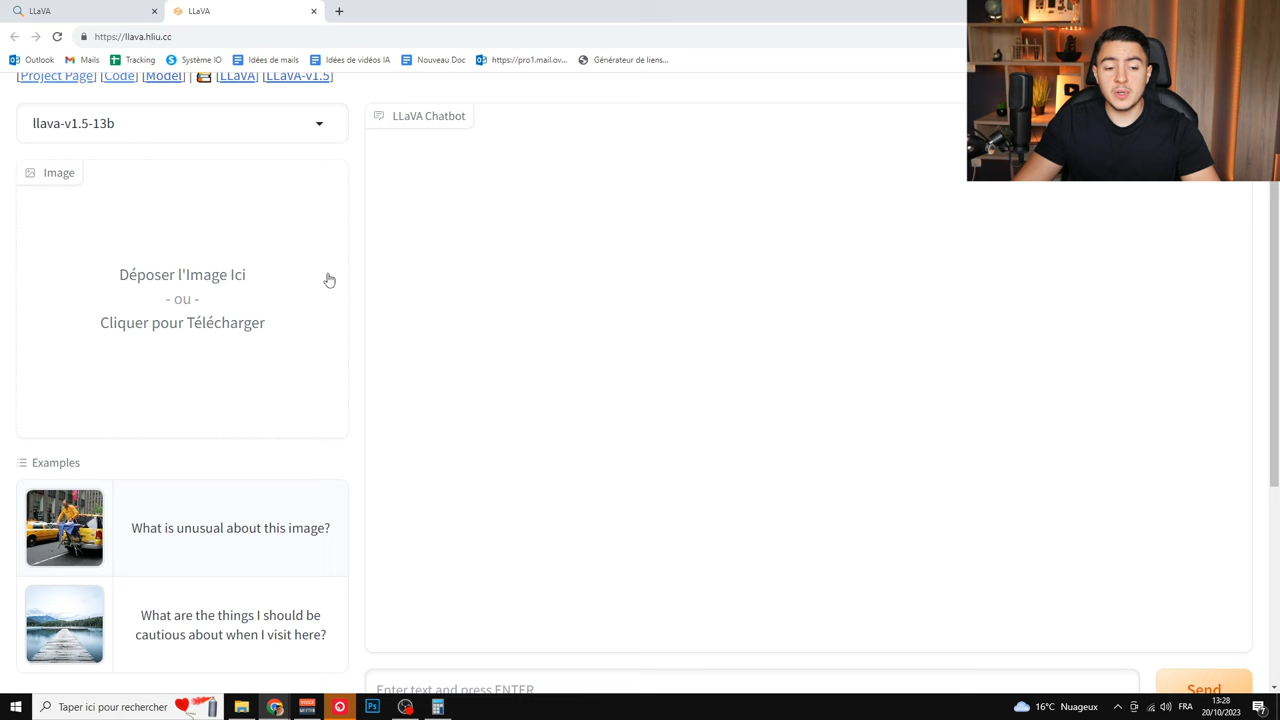 LLaVA
LLaVA
https://llava.hliu.cc
Outlook
Mails
Tracking
Système IO
Idées de mails
Idées de vidéos IA
Nouveau Doc
https://pro1.mail.ov...
Générateur de liens...
[Project Page] [Code] [Model] | [LLaVA] [LLaVA-v1.5]
llava-v1.5-13b
LLaVA Chatbot
Image
Déposer l'Image Ici
- ou -
Cliquer pour Télécharger
Examples
What is unusual about this image?
What are the things I should be
cautious about when I visit here?
Enter text and press ENTER
Send
Taper ici pour rechercher
16°C Nuageux
FRA
13:28
20/10/2023